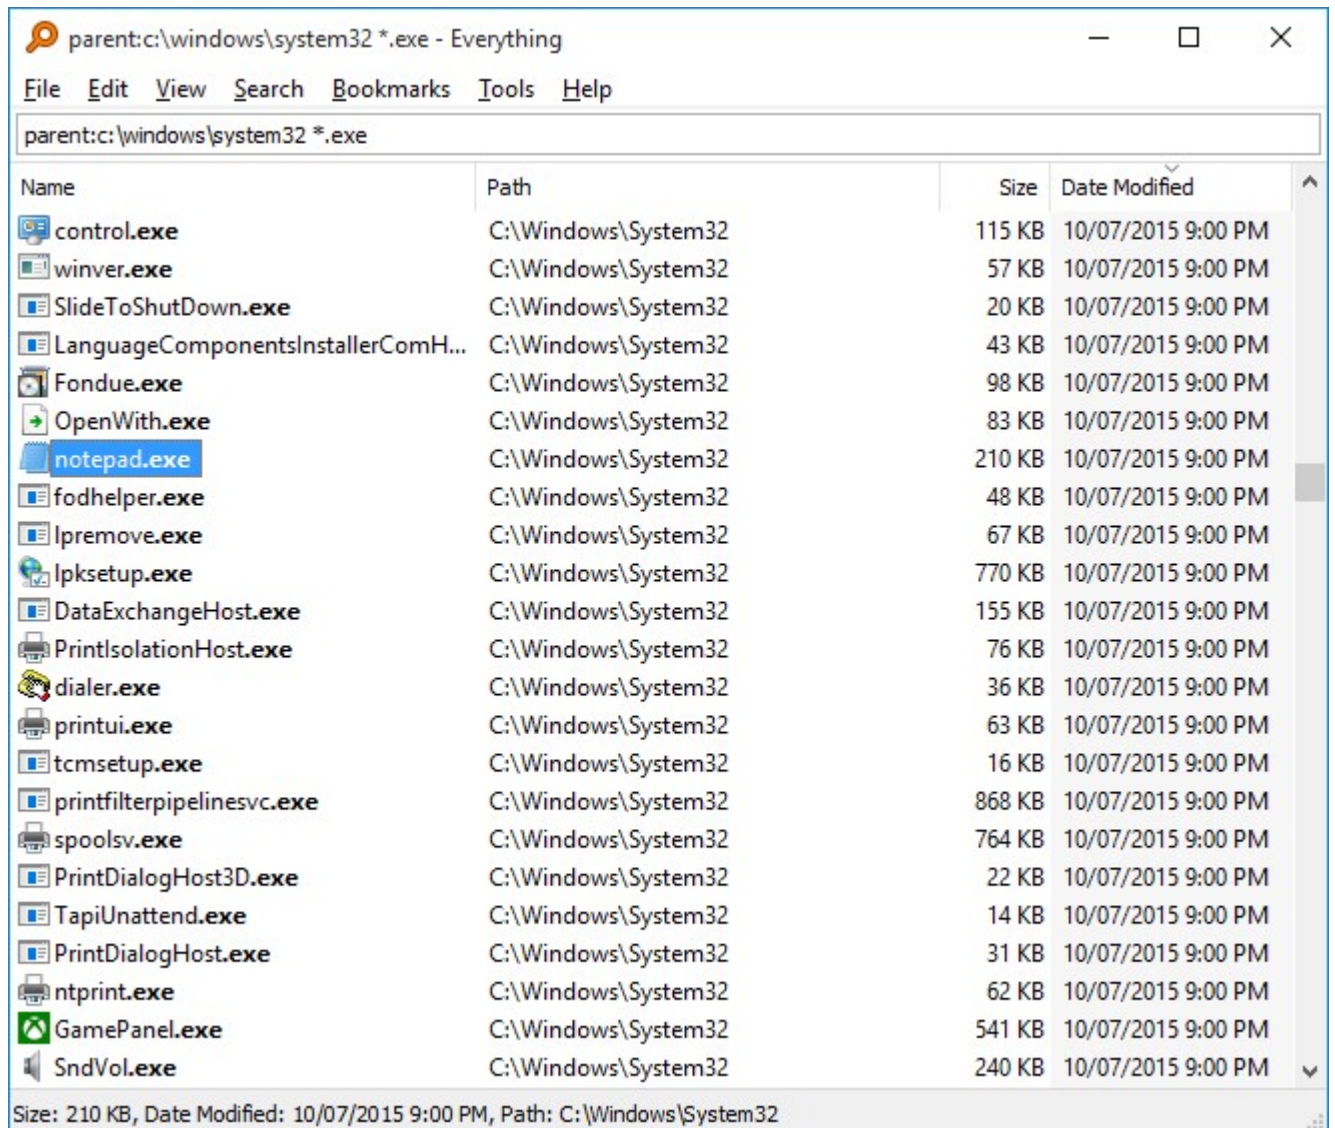 parent:c:\windows\system32 *.exe - Everything
File Edit View Search Bookmarks Tools Help
parent:c:\windows\system32 *.exe
Name Path Size Date Modified
control.exe C:\Windows\System32 115 KB 10/07/2015 9:00 PM
winver.exe C:\Windows\System32 57 KB 10/07/2015 9:00 PM
SlideToShutDown.exe C:\Windows\System32 20 KB 10/07/2015 9:00 PM
LanguageComponentsInstallerComH... C:\Windows\System32 43 KB 10/07/2015 9:00 PM
Fondue.exe C:\Windows\System32 98 KB 10/07/2015 9:00 PM
OpenWith.exe C:\Windows\System32 83 KB 10/07/2015 9:00 PM
notepad.exe C:\Windows\System32 210 KB 10/07/2015 9:00 PM
fodhelper.exe C:\Windows\System32 48 KB 10/07/2015 9:00 PM
lpremove.exe C:\Windows\System32 67 KB 10/07/2015 9:00 PM
lpksetup.exe C:\Windows\System32 770 KB 10/07/2015 9:00 PM
DataExchangeHost.exe C:\Windows\System32 155 KB 10/07/2015 9:00 PM
PrintIsolationHost.exe C:\Windows\System32 76 KB 10/07/2015 9:00 PM
dialer.exe C:\Windows\System32 36 KB 10/07/2015 9:00 PM
printui.exe C:\Windows\System32 63 KB 10/07/2015 9:00 PM
tcmsetup.exe C:\Windows\System32 16 KB 10/07/2015 9:00 PM
printfilterpipelinesvc.exe C:\Windows\System32 868 KB 10/07/2015 9:00 PM
spoolsv.exe C:\Windows\System32 764 KB 10/07/2015 9:00 PM
PrintDialogHost3D.exe C:\Windows\System32 22 KB 10/07/2015 9:00 PM
TapiUnattend.exe C:\Windows\System32 14 KB 10/07/2015 9:00 PM
PrintDialogHost.exe C:\Windows\System32 31 KB 10/07/2015 9:00 PM
ntprint.exe C:\Windows\System32 62 KB 10/07/2015 9:00 PM
GamePanel.exe C:\Windows\System32 541 KB 10/07/2015 9:00 PM
SndVol.exe C:\Windows\System32 240 KB 10/07/2015 9:00 PM
Size: 210 KB, Date Modified: 10/07/2015 9:00 PM, Path: C:\Windows\System32